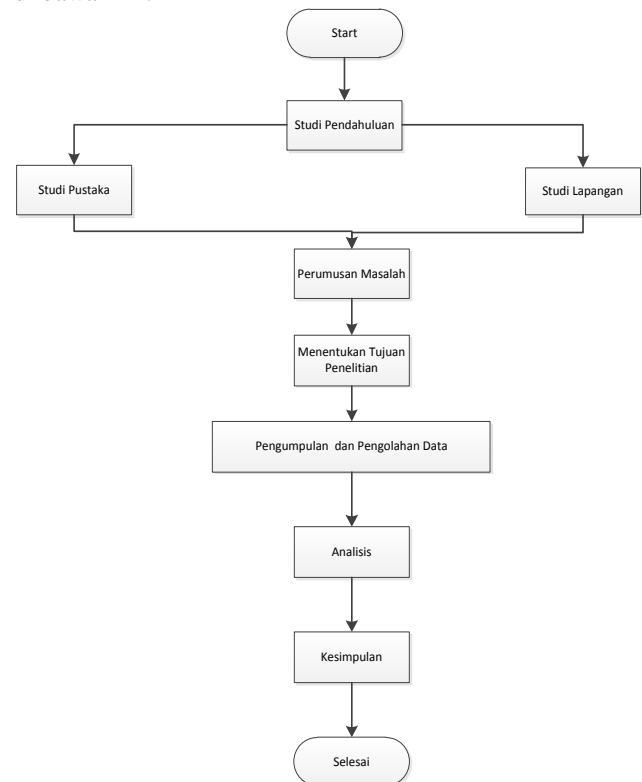 Start
Studi Pendahuluan
Studi Pustaka
Studi Lapangan
Perumusan Masalah
Menentukan Tujuan
Penelitian
Pengumpulan dan Pengolahan Data
Analisis
Kesimpulan
Selesai